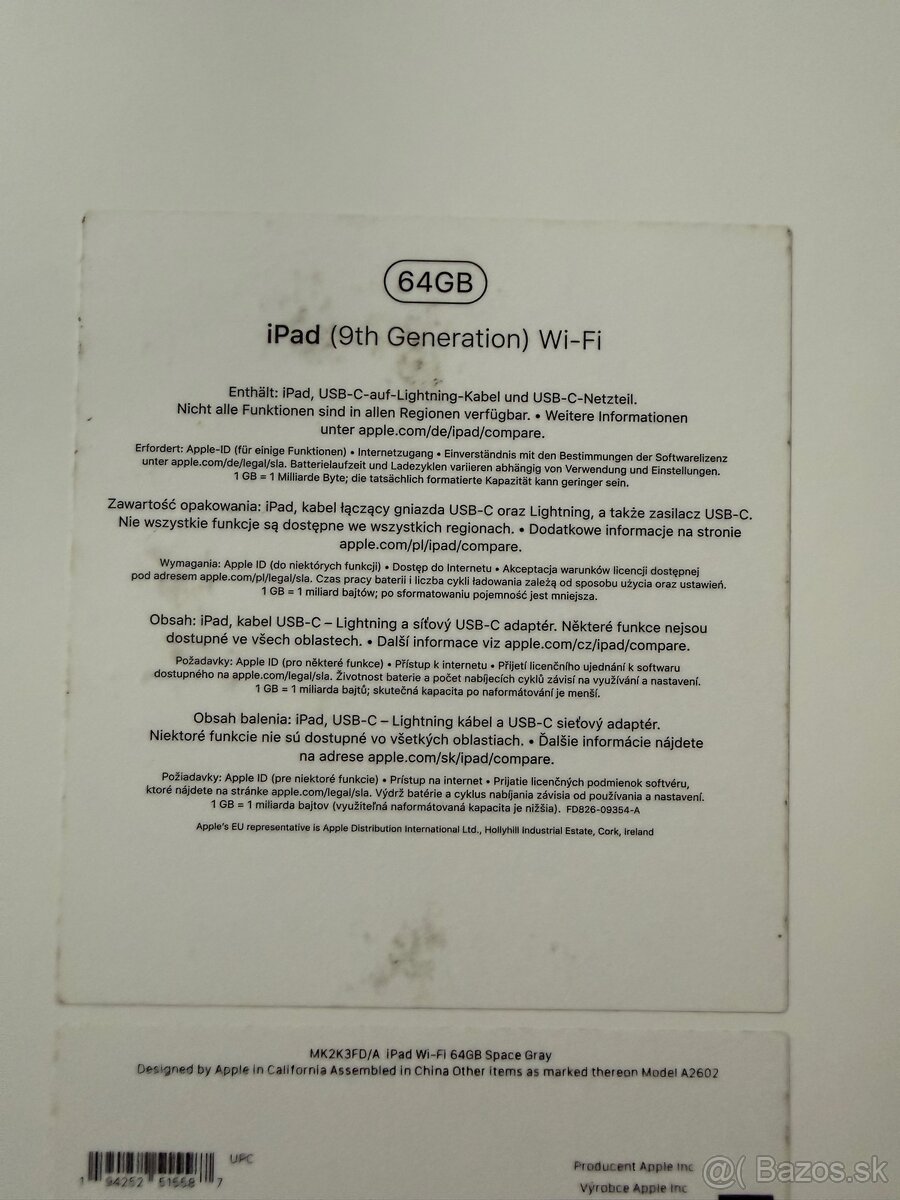 64GB
iPad (9th Generation) Wi-Fi
Enthält: iPad, USB-C-auf-Lightning-Kabel und USB-C-Netzteil.
Nicht alle Funktionen sind in allen Regionen verfügbar. • Weitere Informationen
unter apple.com/de/ipad/compare.
Erfordert: Apple-ID (für einige Funktionen) • Internetzugang • Einverständnis mit den Bestimmungen der Softwarelizenz
unter apple.com/de/legal/sla. Batterielaufzeit und Ladezyklen variieren abhängig von Verwendung und Einstellungen.
1 GB = 1 Milliarde Byte; die tatsächlich formatierte Kapazität kann geringer sein.
Zawartość opakowania: iPad, kabel łączący gniazda USB-C oraz Lightning, a także zasilacz USB-C.
Nie wszystkie funkcje są dostępne we wszystkich regionach. • Dodatkowe informacje na stronie
apple.com/pl/ipad/compare.
Wymagania: Apple ID (do niektórych funkcji) • Dostęp do Internetu • Akceptacja warunków licencji dostępnej
pod adresem apple.com/pl/legal/sla. Czas pracy baterii i liczba cykli ładowania zależą od sposobu użycia oraz ustawień.
1 GB = 1 miliard bajtów; po sformatowaniu pojemność jest mniejsza.
Obsah: iPad, kabel USB-C – Lightning a síťový USB-C adaptér. Některé funkce nejsou
dostupné ve všech oblastech. • Další informace viz apple.com/cz/ipad/compare.
Požadavky: Apple ID (pro některé funkce) • Přístup k internetu • Přijetí licenčního ujednání k softwaru
dostupného na apple.com/legal/sla. Životnost baterie a počet nabíjecích cyklů závisí na využívání a nastavení.
1 GB = 1 miliarda bajtů; skutečná kapacita po naformátování je menší.
Obsah balenia: iPad, USB-C – Lightning kábel a USB-C sieťový adaptér.
Niektoré funkcie nie sú dostupné vo všetkých oblastiach. • Ďalšie informácie nájdete
na adrese apple.com/sk/ipad/compare.
Požiadavky: Apple ID (pre niektoré funkcie) • Prístup na internet • Prijatie licenčných podmienok softvéru,
ktoré nájdete na stránke apple.com/legal/sla. Výdrž batérie a cyklus nabíjania závisia od používania a nastavení.
1 GB = 1 miliarda bajtov (využiteľná naformátovaná kapacita je nižšia). FD826-09354-A
Apple's EU representative is Apple Distribution International Ltd., Hollyhill Industrial Estate, Cork, Ireland
MK2K3FD/A iPad Wi-Fi 64GB Space Gray
Designed by Apple in California Assembled in China Other items as marked thereon Model A2602
UPC
1 94252 51558 7
Producent Apple Inc
Výrobce Apple Inc
@( Bazos.sk